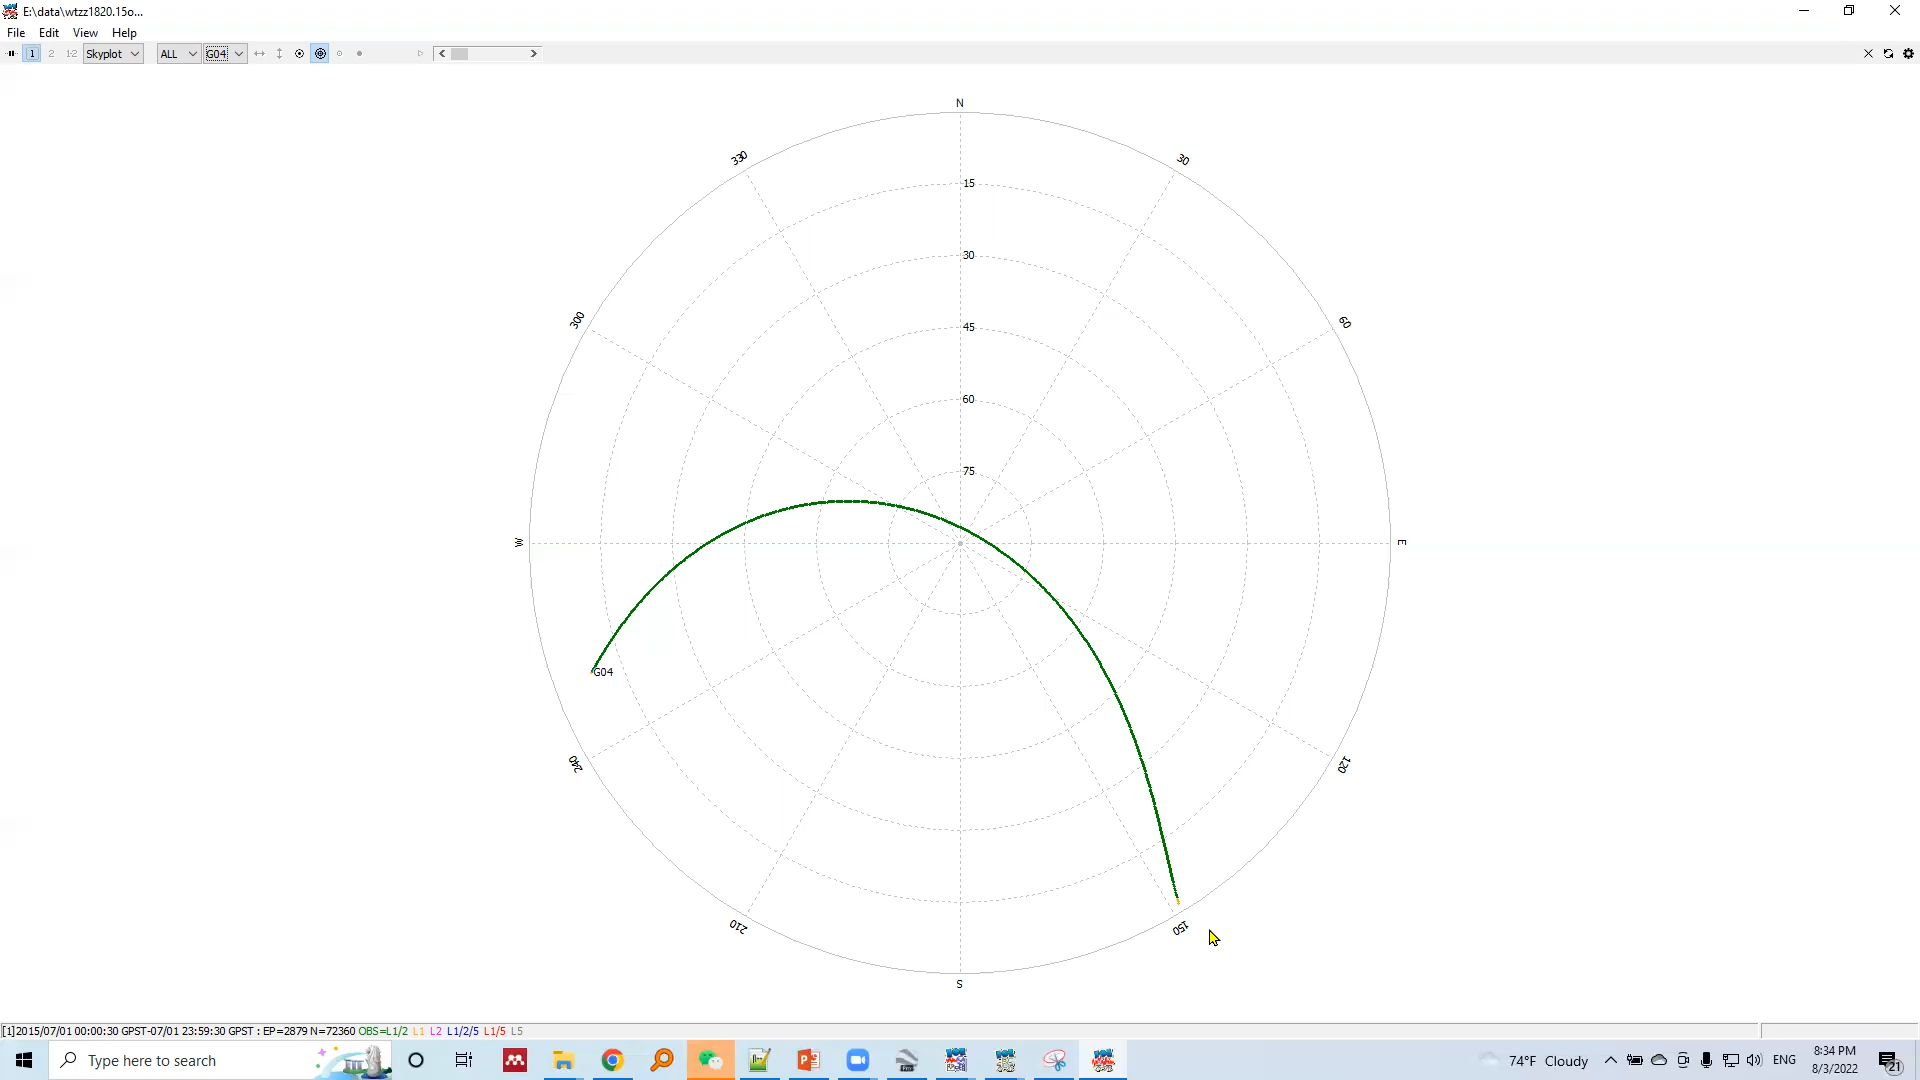 E:\data\wtzz1820.15o...
File Edit View Help
1 2 1-2 Skyplot ALL G04
N
330 30
15
30
300 60
45
60
75
W E
G04
240 120
210 150
S
[1]2015/07/01 00:00:30 GPST-07/01 23:59:30 GPST : EP=2879 N=72360 OBS=L1/2 L1 L2 L1/2/5 L1/5 L5
Type here to search
74°F Cloudy ENG 8:34 PM
8/3/2022 21